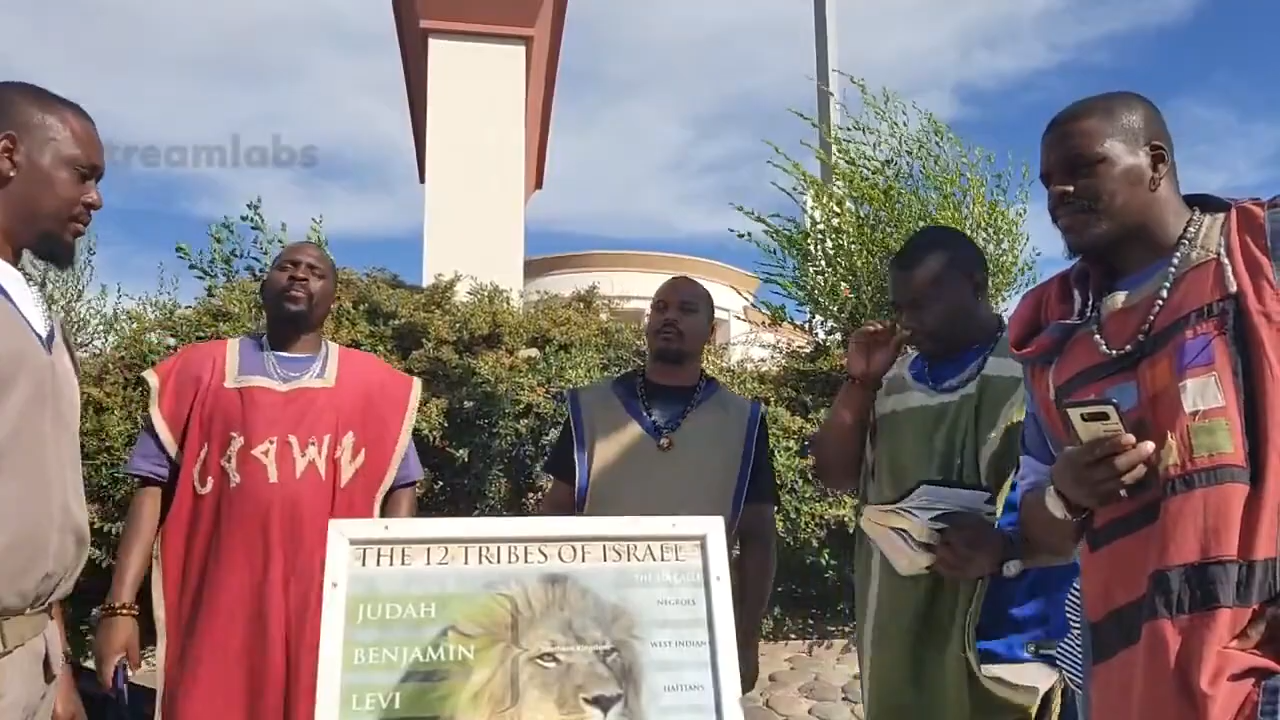 treamlabs
THE 12 TRIBES OF ISRAEL
JUDAH
NEGROES
BENJAMIN
WEST INDIAN
LEVI
HAITIANS